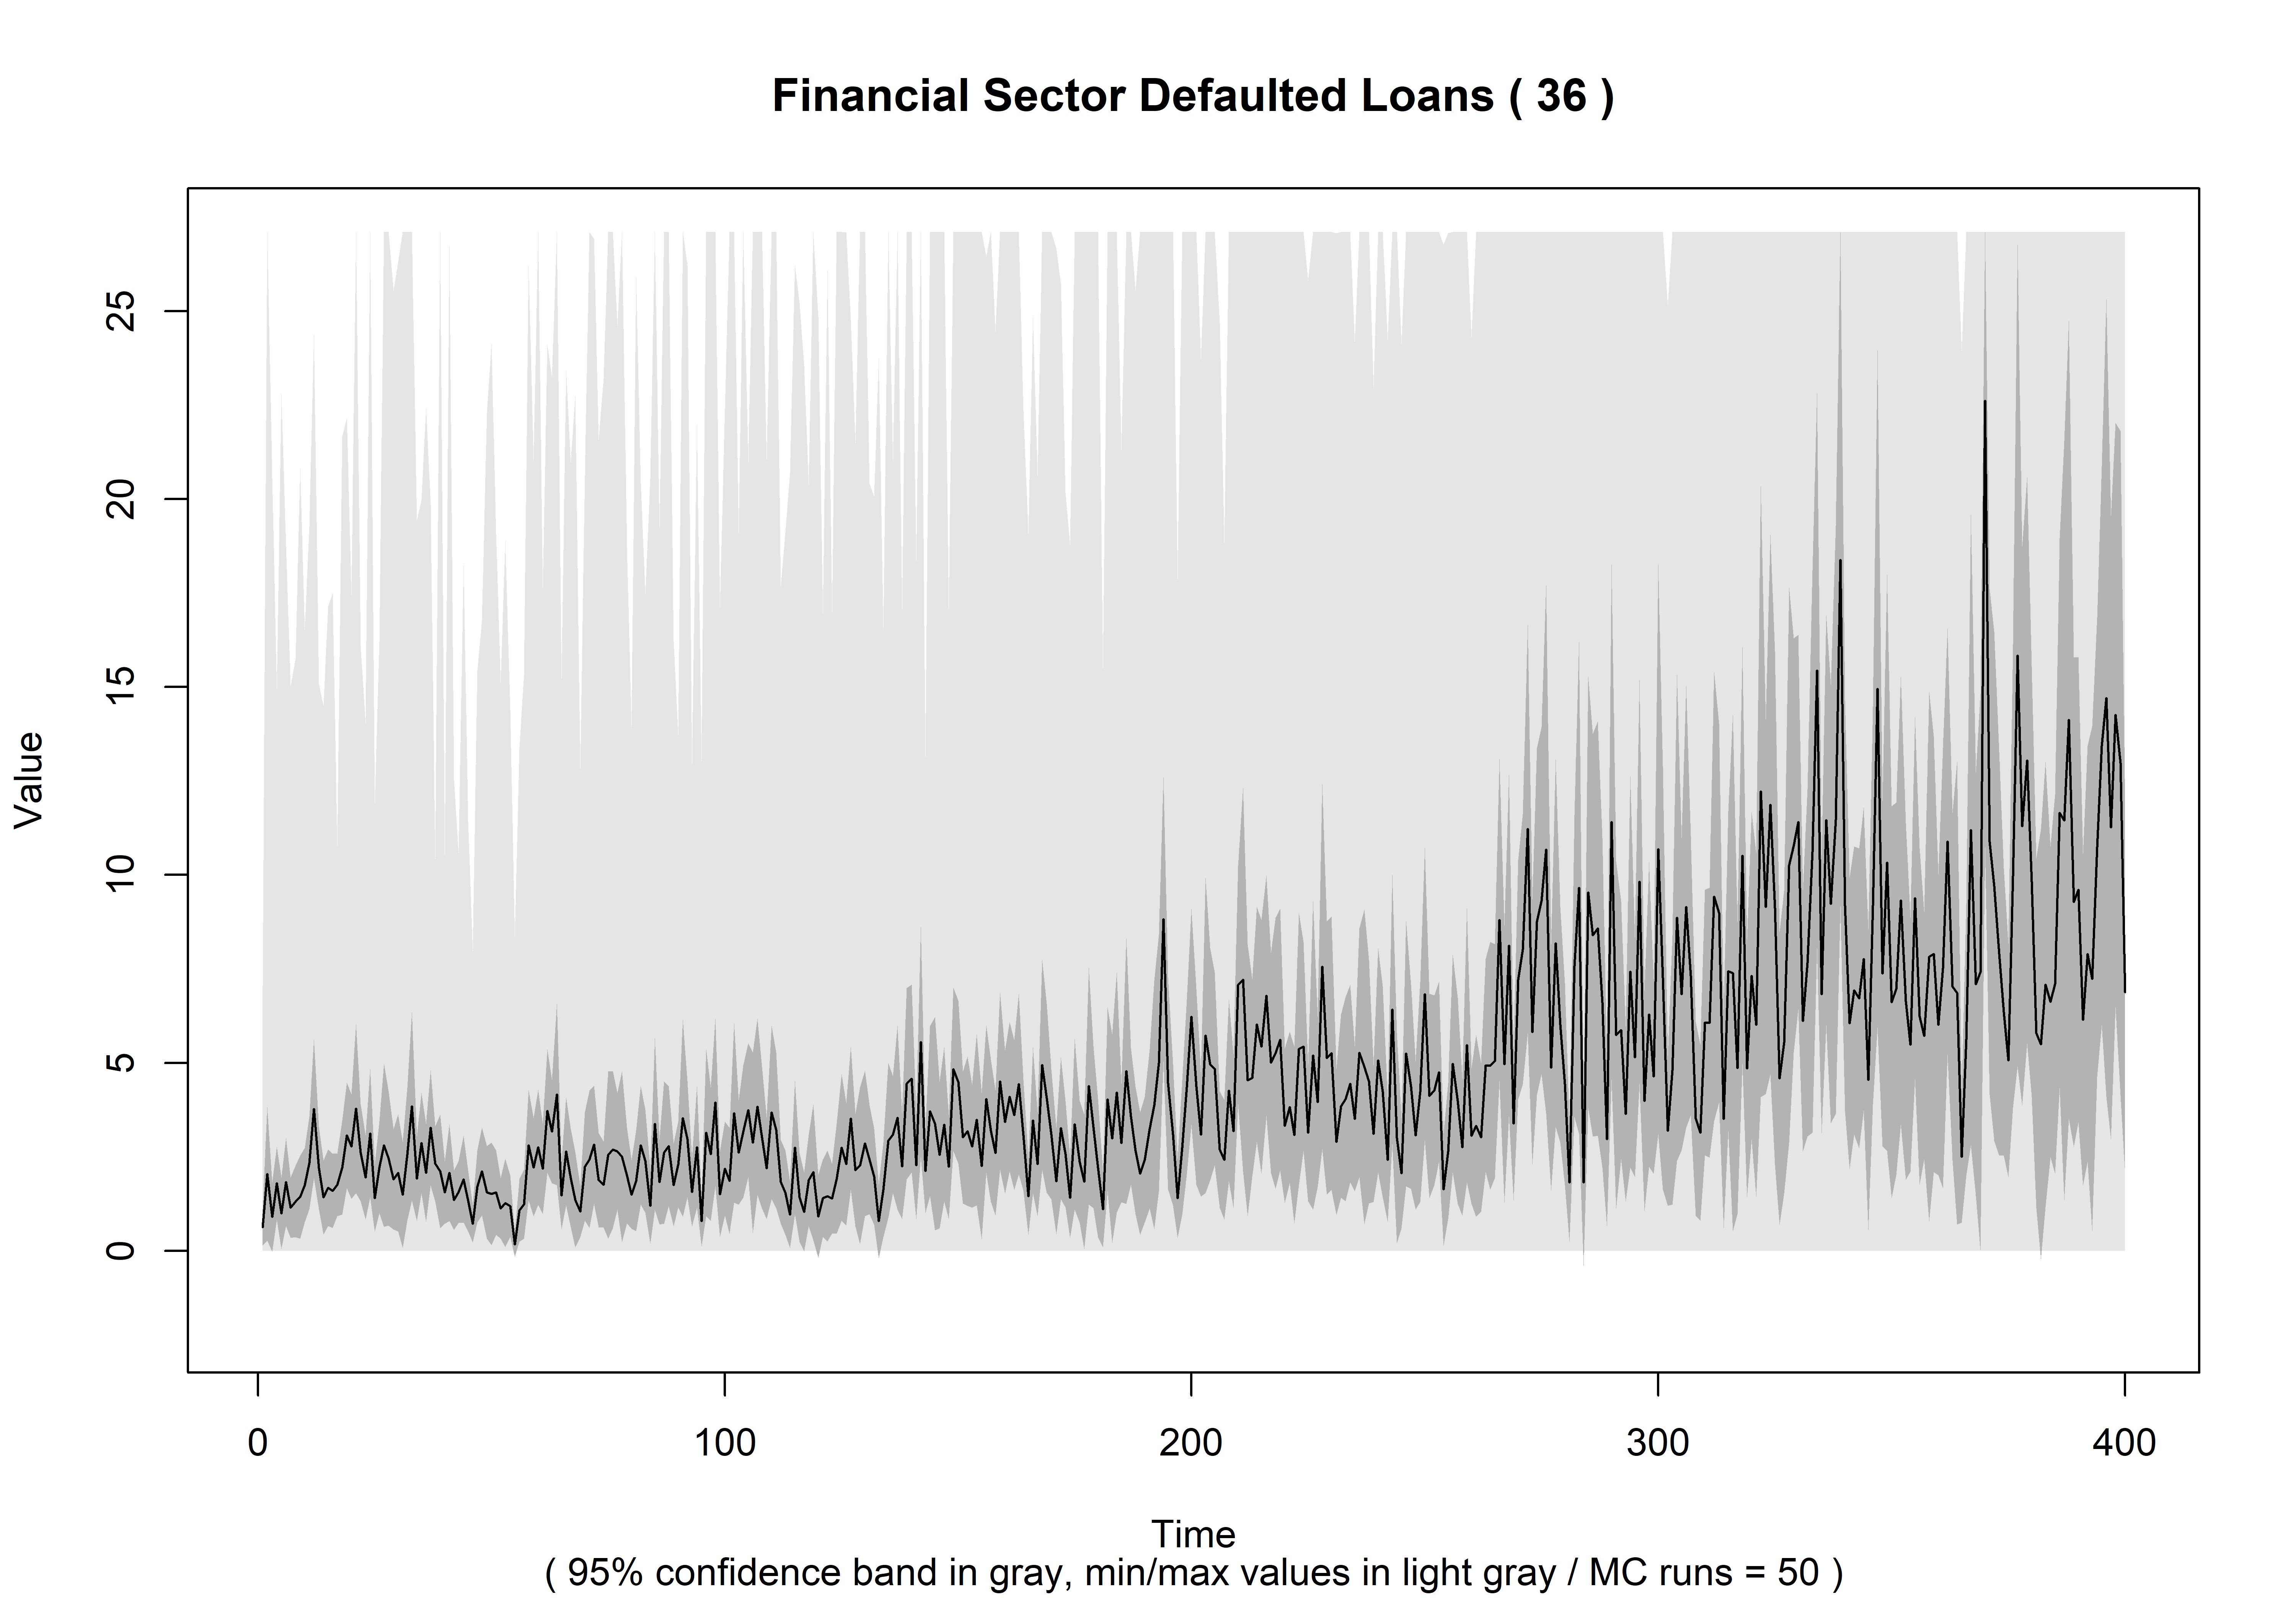 Financial Sector Defaulted Loans ( 36 )
25
20
15
10
5
0
Value
0 100 200 300 400
Time
( 95% confidence band in gray, min/max values in light gray / MC runs = 50 )